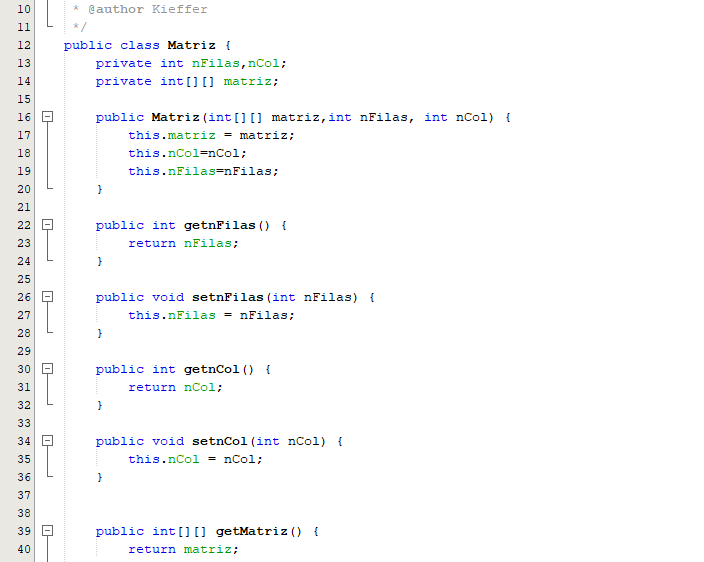 10 * @author Kieffer
11 */
12 public class Matriz {
13 private int nFilas,nCol;
14 private int[][] matriz;
15
16 public Matriz(int[][] matriz,int nFilas, int nCol) {
17 this.matriz = matriz;
18 this.nCol=nCol;
19 this.nFilas=nFilas;
20 }
21
22 public int getnFilas() {
23 return nFilas;
24 }
25
26 public void setnFilas(int nFilas) {
27 this.nFilas = nFilas;
28 }
29
30 public int getnCol() {
31 return nCol;
32 }
33
34 public void setnCol(int nCol) {
35 this.nCol = nCol;
36 }
37
38
39 public int[][] getMatriz() {
40 return matriz;